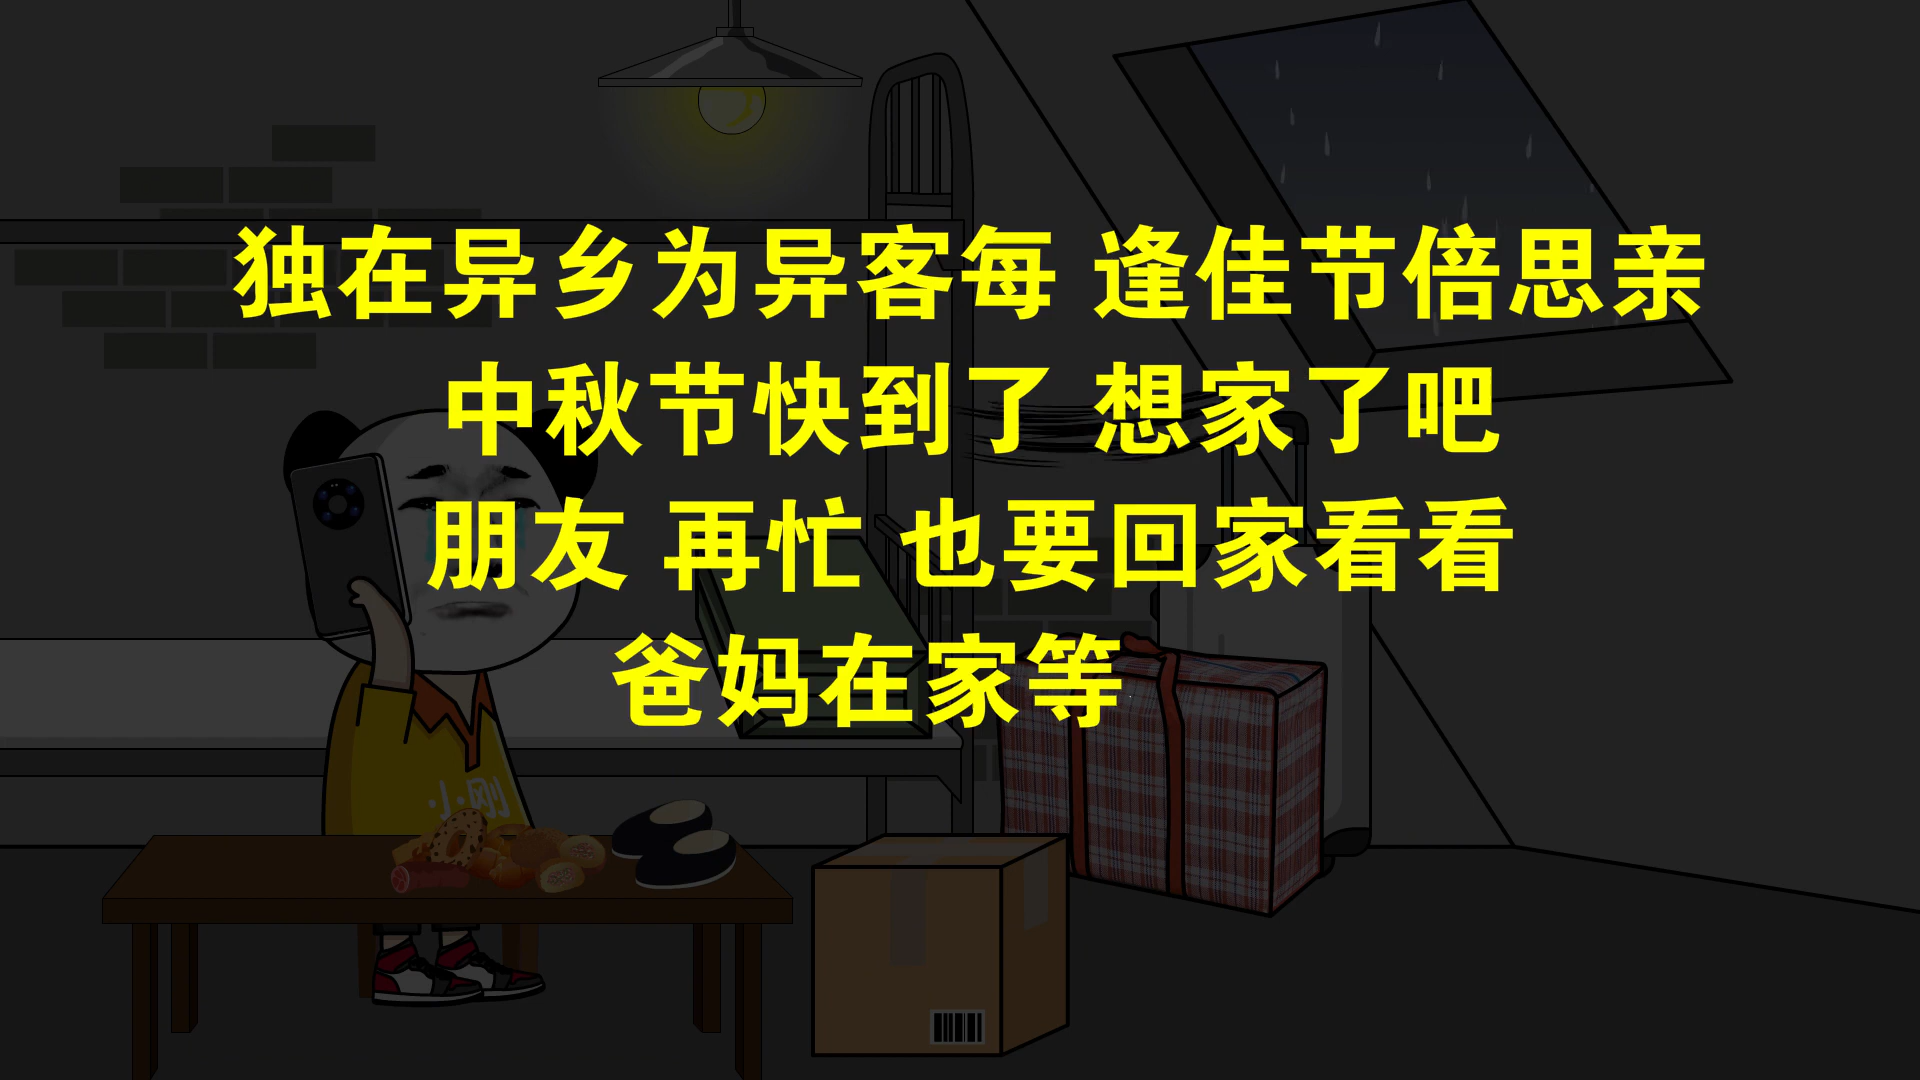 独在异乡为异客每 逢佳节倍思亲
中秋节快到了 想家了吧
朋友 再忙 也要回家看看
爸妈在家等
小刚